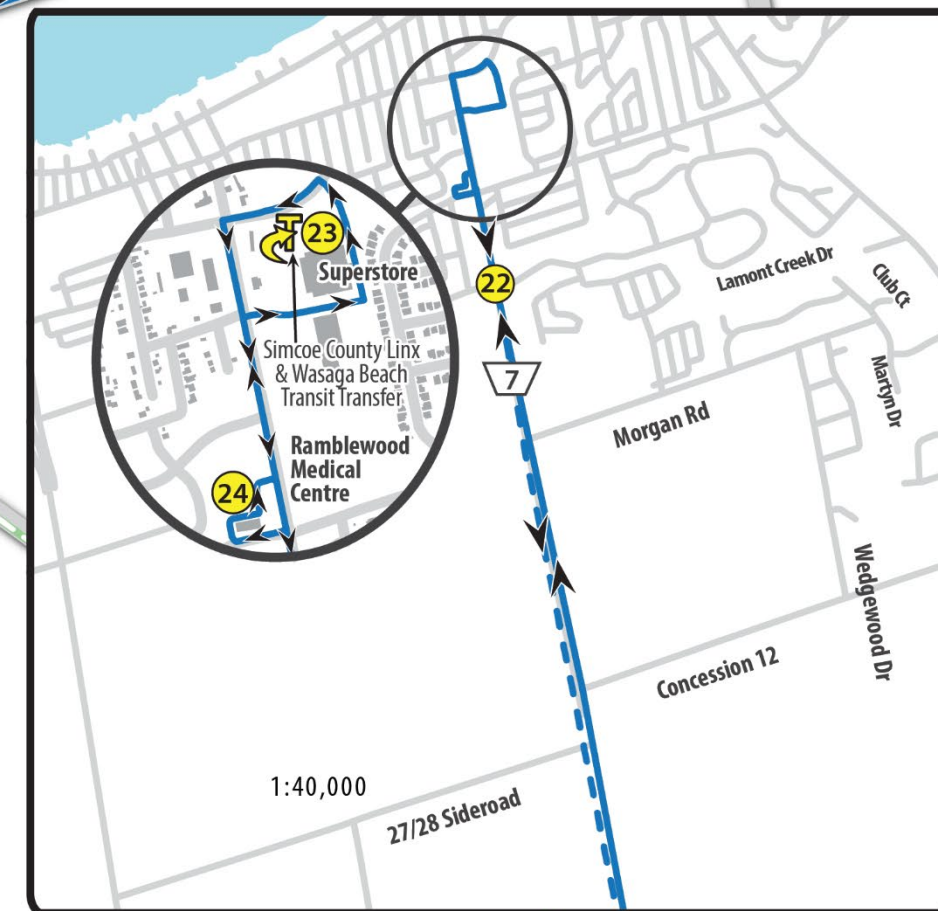 23
Superstore
Simcoe County Linx
& Wasaga Beach
Transit Transfer
Ramblewood
Medical
Centre
24
22
7
Lamont Creek Dr
Club Ct
Martyn Dr
Morgan Rd
Wedgewood Dr
Concession 12
1:40,000
27/28 Sideroad
T